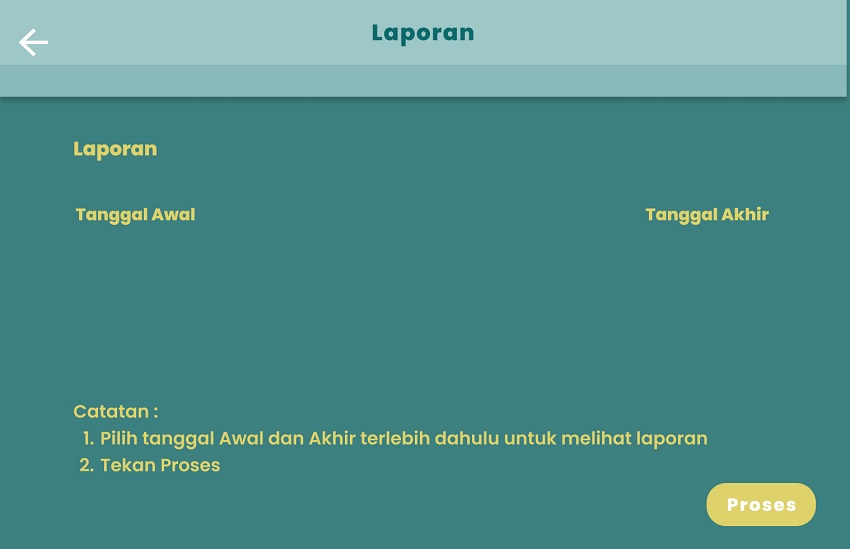 Laporan
Laporan
Tanggal Awal
Tanggal Akhir
Catatan :
1. Pilih tanggal Awal dan Akhir terlebih dahulu untuk melihat laporan
2. Tekan Proses
Proses